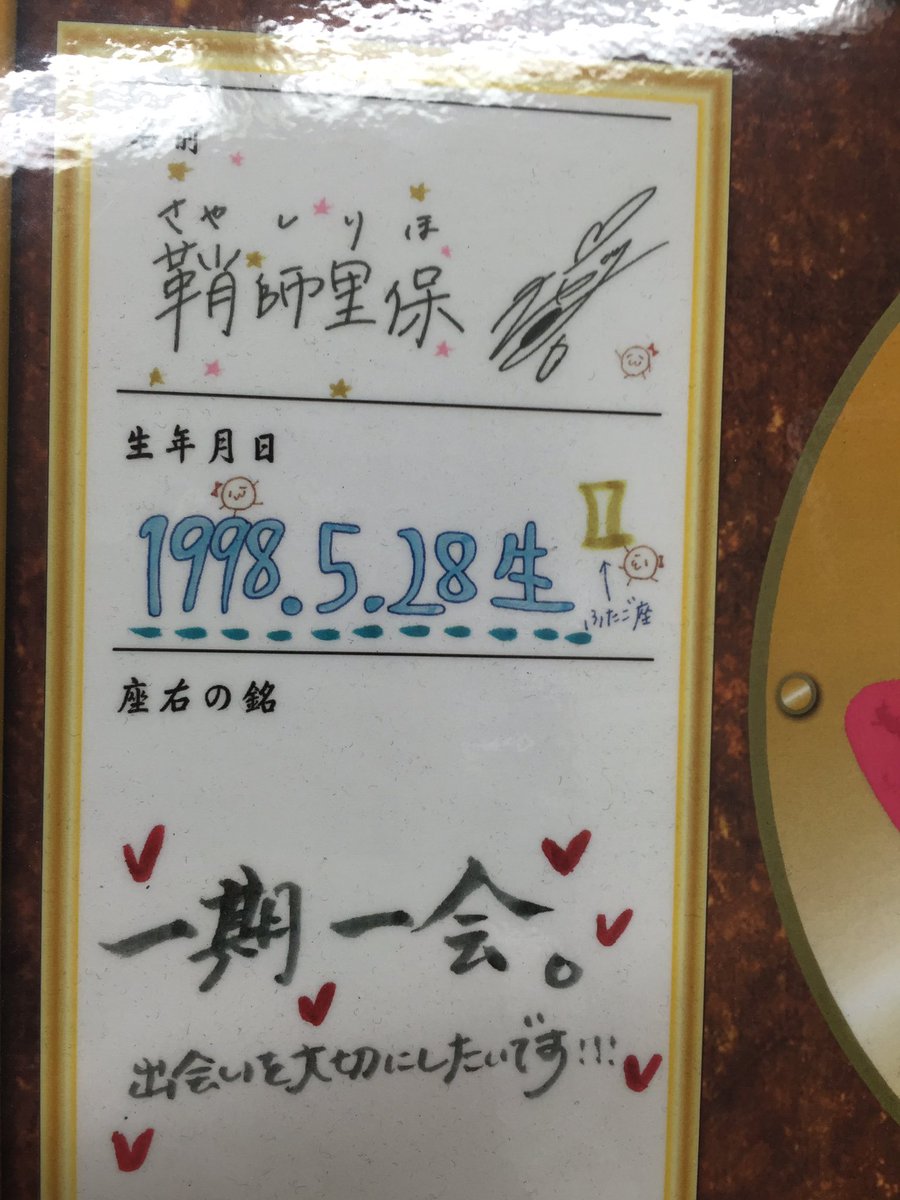 名前
さやしりほ
鞘師里保
生年月日
1998.5.28生
ふたご座
座右の銘
一期一会。
出会いを大切にしたいです!!!